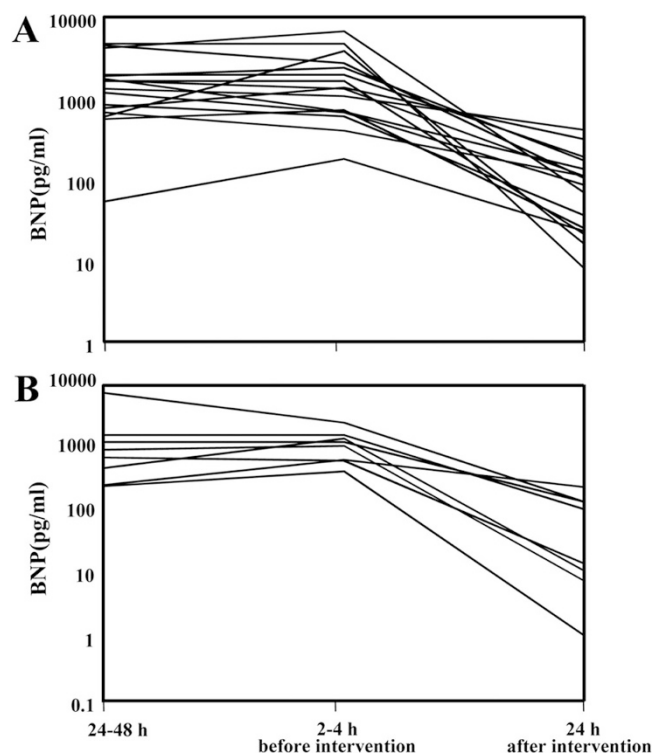 A
10000
1000
100
10
1
BNP(pg/ml)
B
10000
1000
100
10
1
0.1
BNP(pg/ml)
24-48 h 2-4 h 24 h
before intervention after intervention